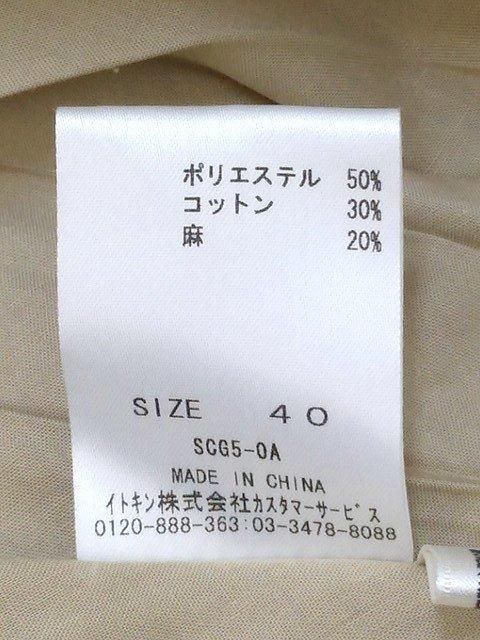 ポリエステル 50%
コットン 30%
麻 20%
SIZE 40
SCG5-0A
MADE IN CHINA
イトキン株式会社カスタマーサービス
0120-888-363:03-3478-8088